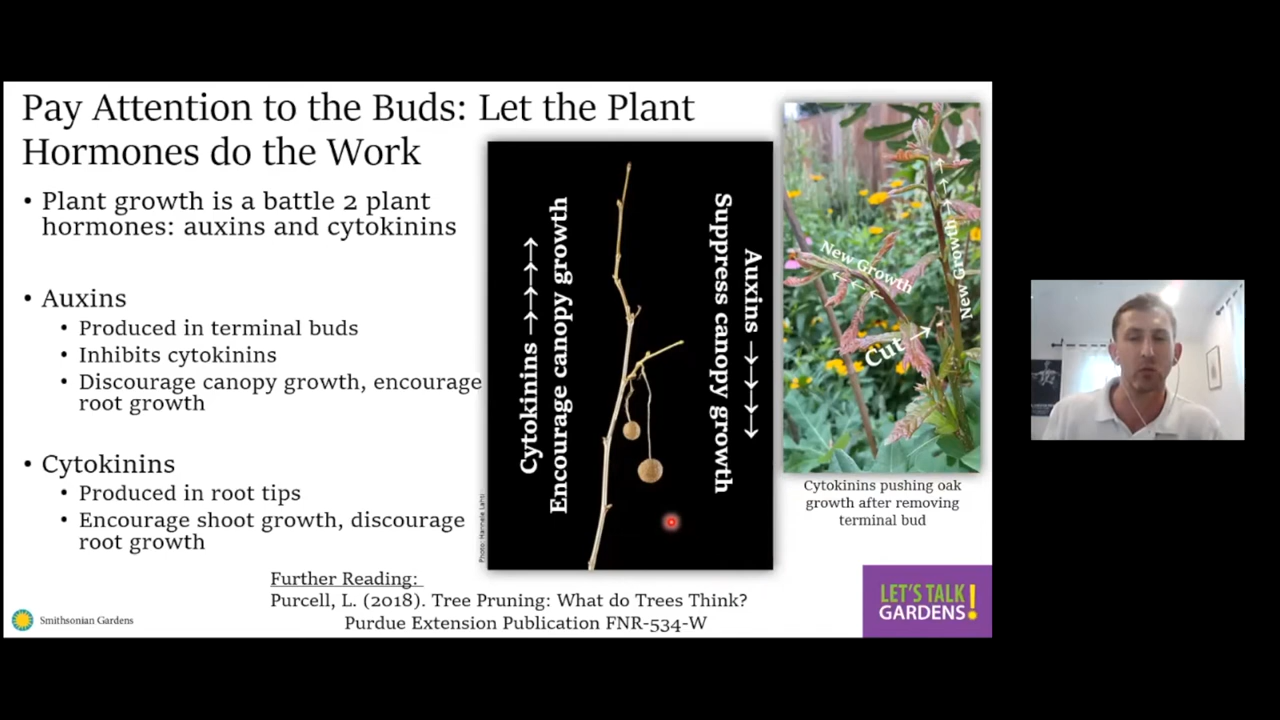 Pay Attention to the Buds: Let the Plant
Hormones do the Work
• Plant growth is a battle 2 plant
hormones: auxins and cytokinins
• Auxins
• Produced in terminal buds
• Inhibits cytokinins
• Discourage canopy growth, encourage
root growth
• Cytokinins
• Produced in root tips
• Encourage shoot growth, discourage
root growth
Cytokinins →→→→→
Encourage canopy growth
Auxins →→→→→
Suppress canopy growth
New Growth
←←←
New Growth
←←←←
Cut →
Cytokinins pushing oak
growth after removing
terminal bud
Further Reading:
Purcell, L. (2018). Tree Pruning: What do Trees Think?
Purdue Extension Publication FNR-534-W
Smithsonian Gardens
LET'S TALK
GARDENS!